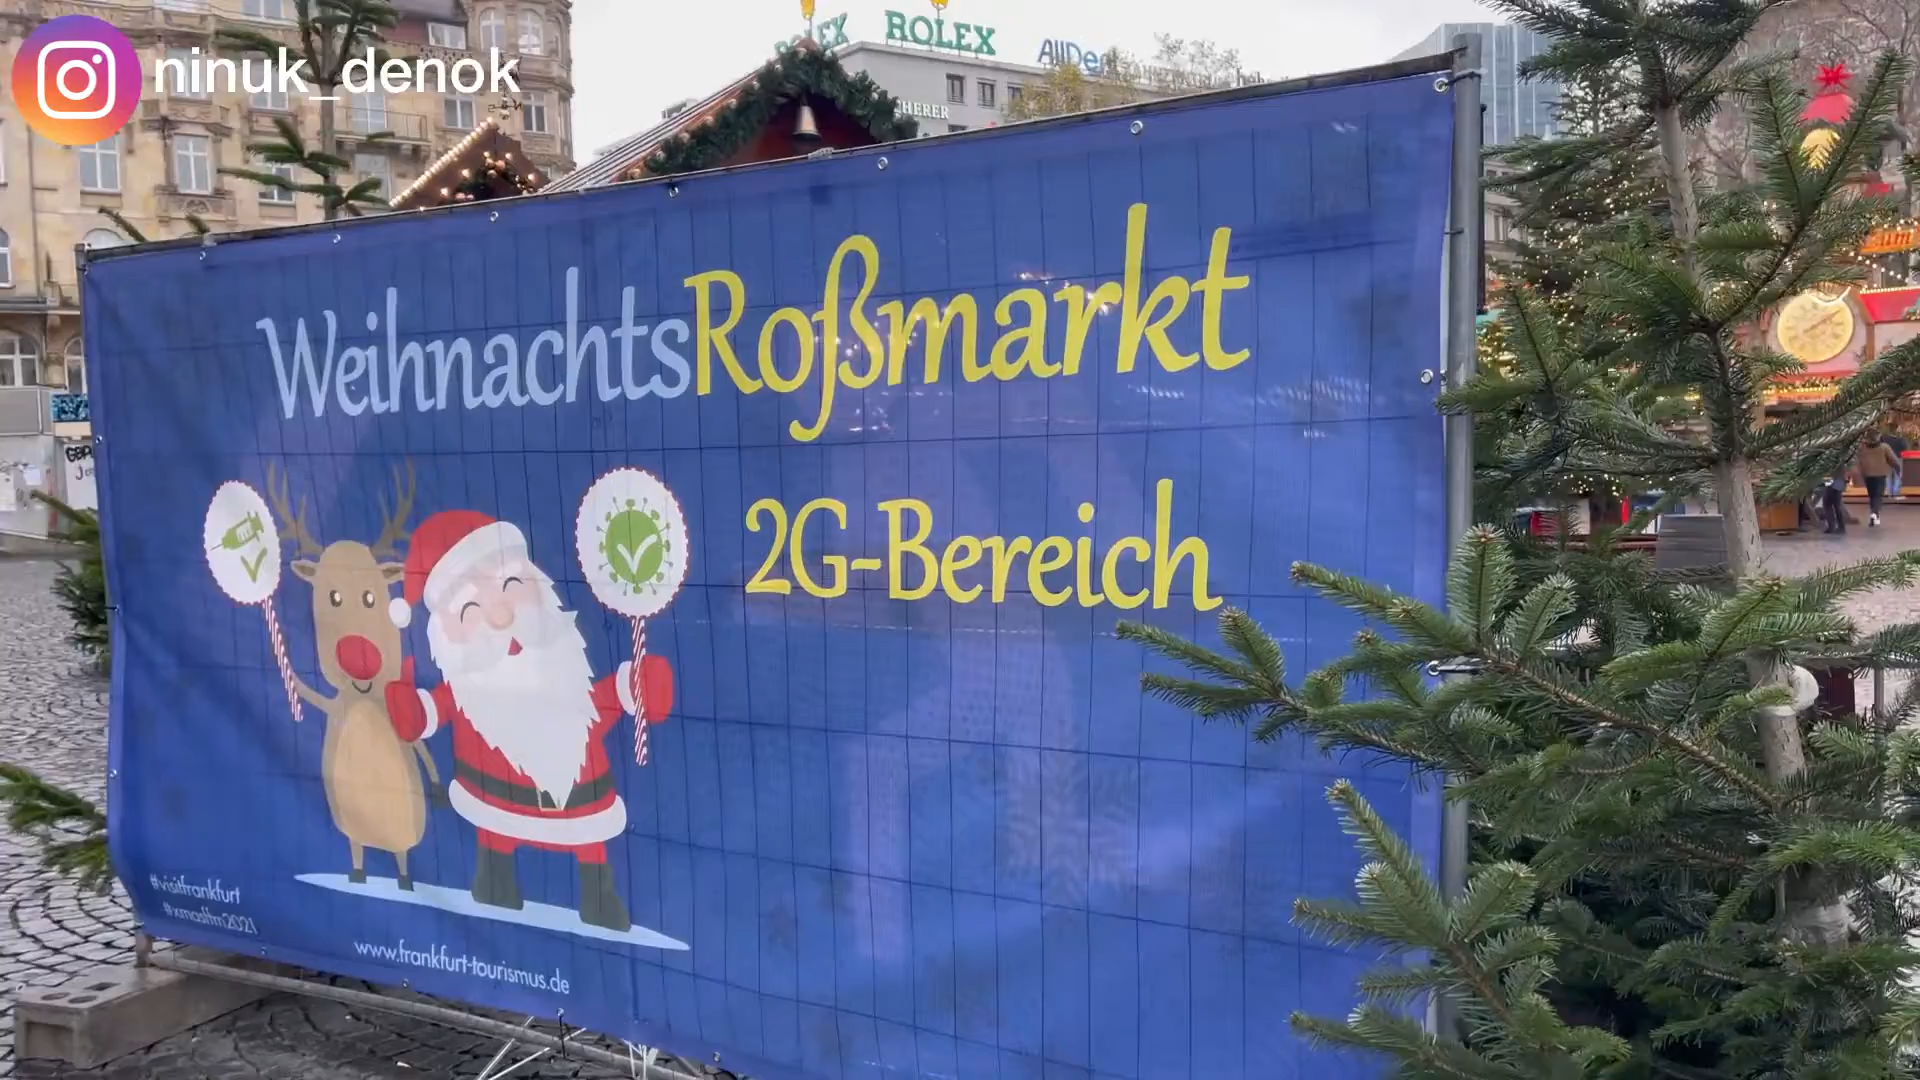 ninuk_denok
ROLEX
WeihnachtsRoßmarkt
2G-Bereich
#visitfrankfurt
#xmasffm2021
www.frankfurt-tourismus.de